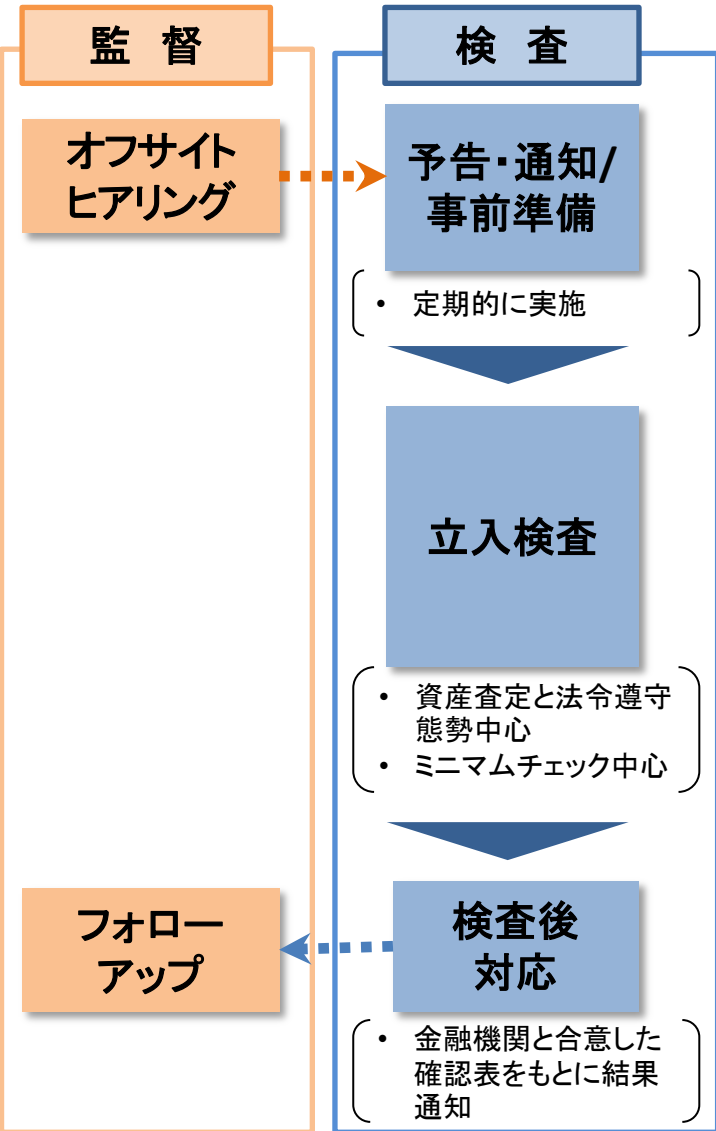 監 督
検 査
オフサイト
ヒアリング
予告・通知/
事前準備
• 定期的に実施
立入検査
• 資産査定と法令遵守
態勢中心
• ミニマムチェック中心
フォロー
アップ
検査後
対応
• 金融機関と合意した
確認表をもとに結果
通知